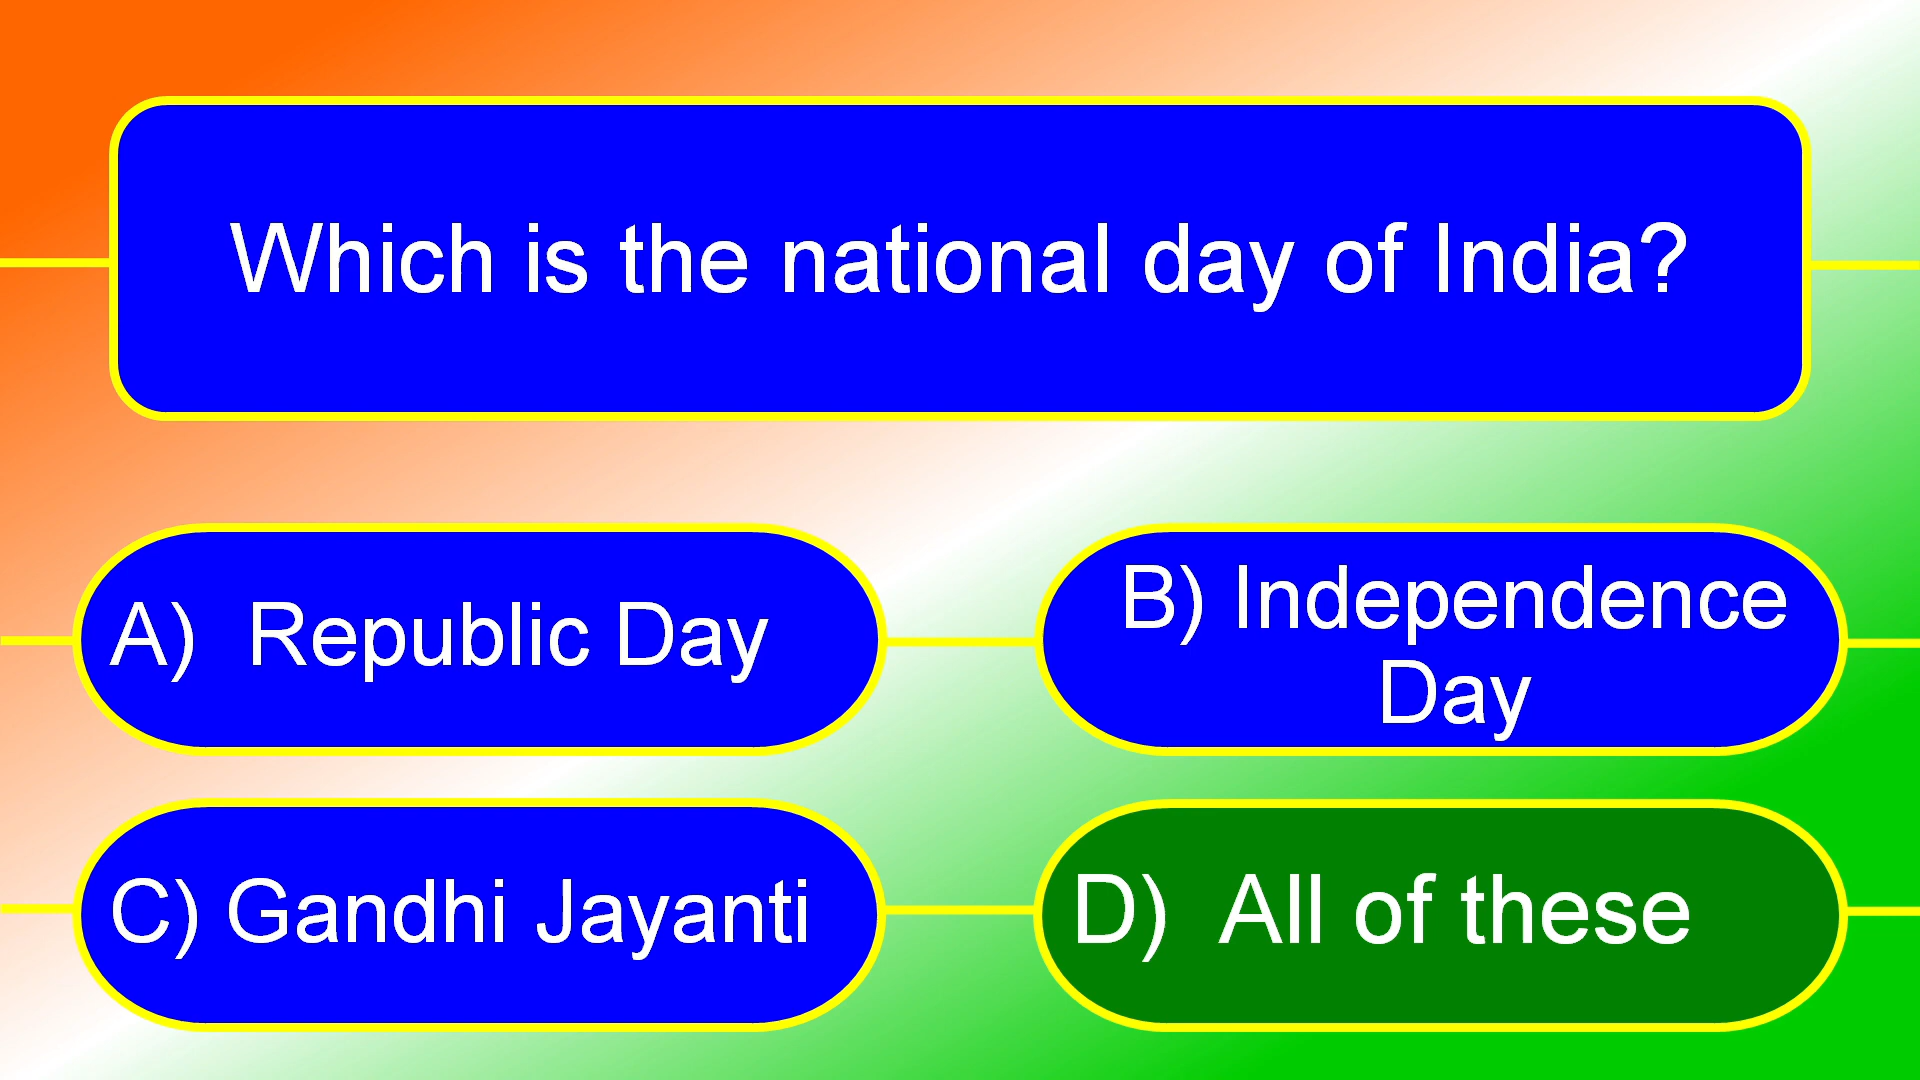 Which is the national day of India?
A) Republic Day
B) Independence
Day
C) Gandhi Jayanti
D) All of these